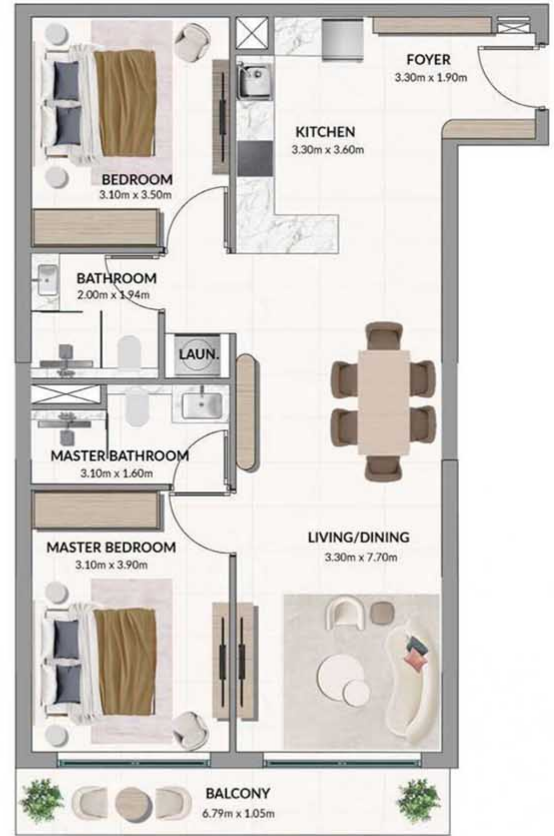 FOYER
3.30m x 1.90m
KITCHEN
3.30m x 3.60m
BEDROOM
3.10m x 3.50m
BATHROOM
2.00m x 1.94m
LAUN.
MASTER BATHROOM
3.10m x 1.60m
MASTER BEDROOM
3.10m x 3.90m
LIVING/DINING
3.30m x 7.70m
BALCONY
6.79m x 1.05m